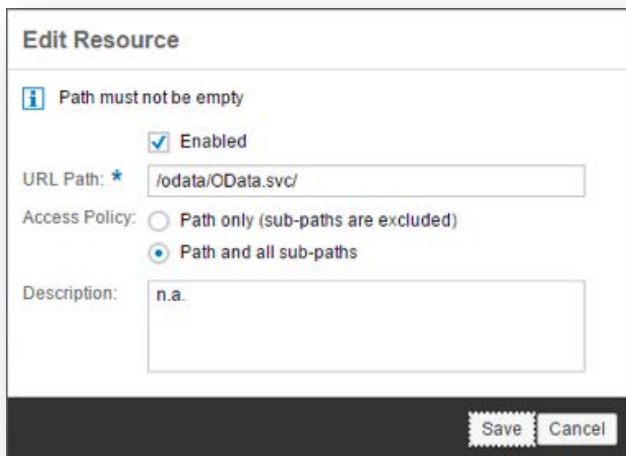 Edit Resource
i Path must not be empty
Enabled
URL Path: * /odata/OData.svc/
Access Policy: Path only (sub-paths are excluded)
Path and all sub-paths
Description: n.a.
Save Cancel